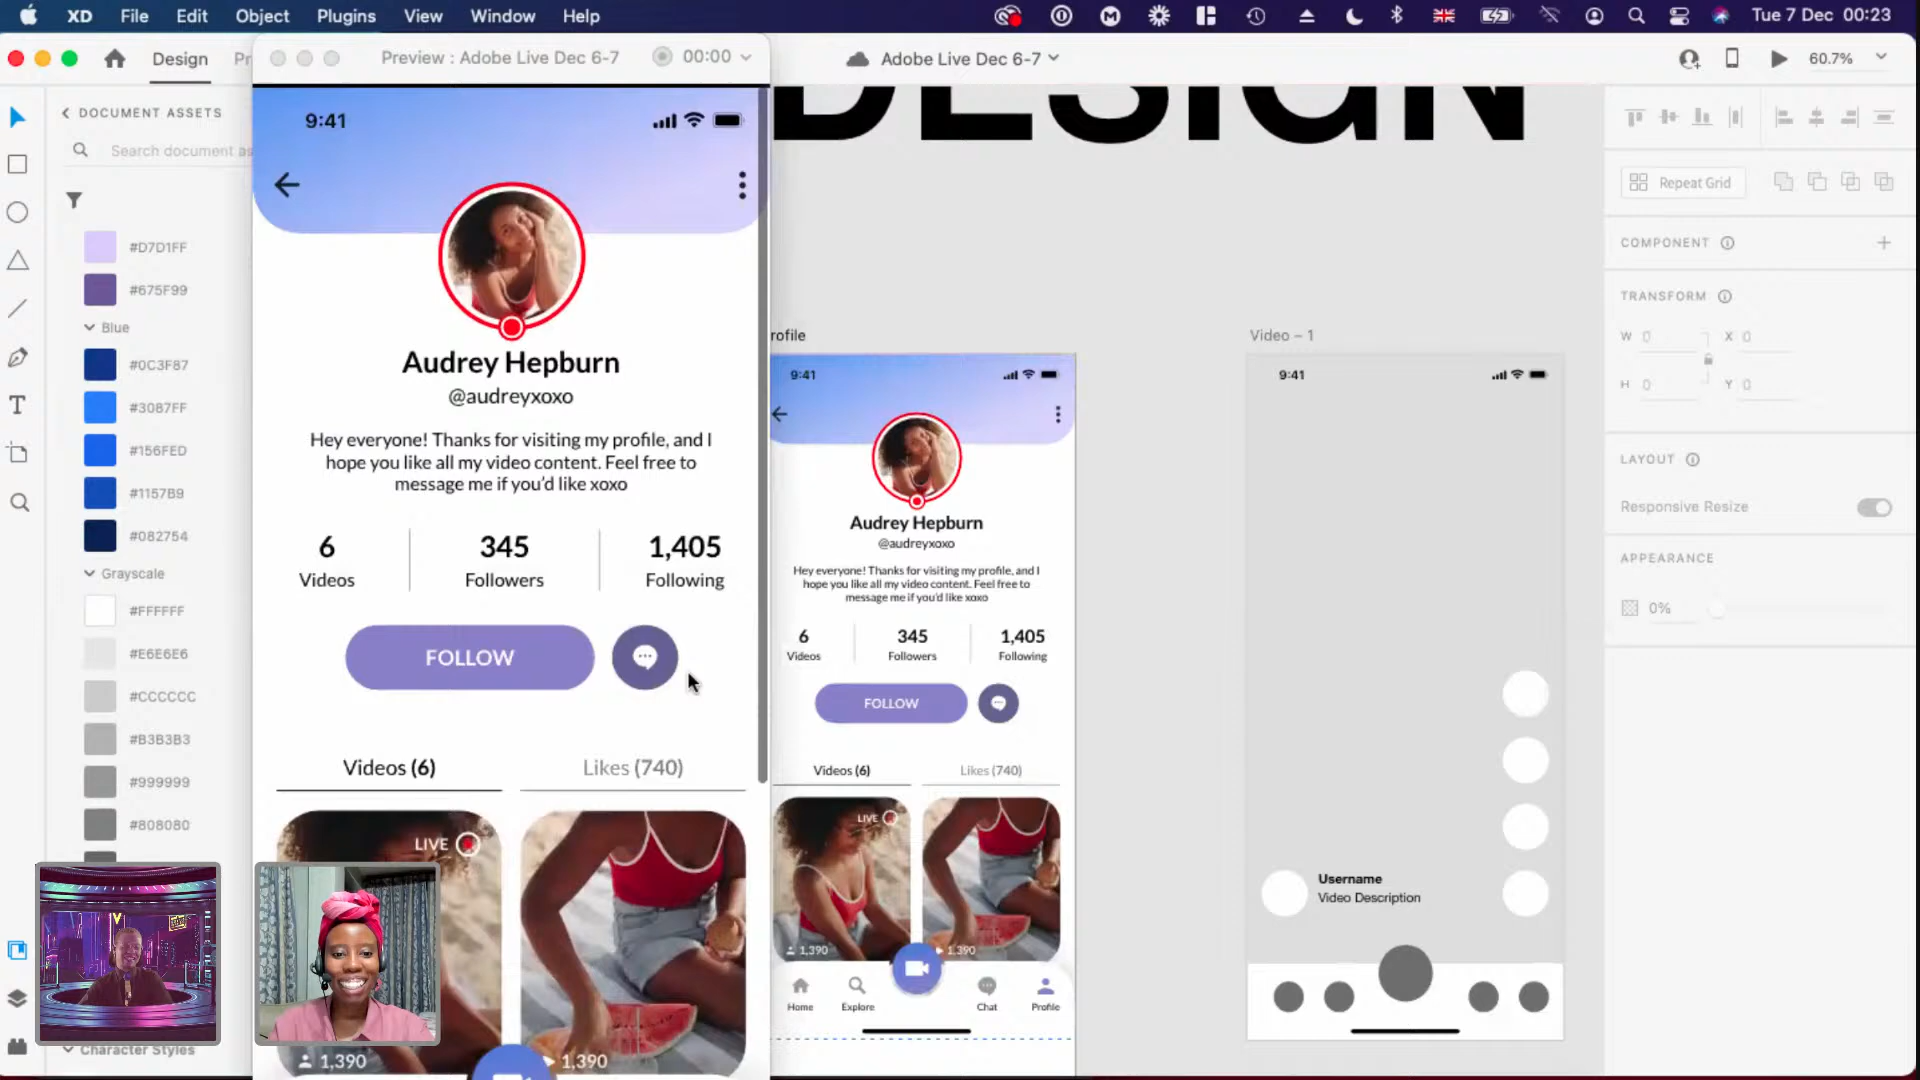 XD File Edit Object Plugins View Window Help
Tue 7 Dec 00:23
Design Pr
Preview : Adobe Live Dec 6-7
00:00
Adobe Live Dec 6-7
60.7%
DOCUMENT ASSETS
Search document as
#D7D1FF
#675F99
Blue
#0C3F87
#3087FF
#156FED
#1157B9
#082754
Grayscale
#FFFFFF
#E6E6E6
#CCCCCC
#B3B3B3
#999999
#808080
Character Styles
9:41
Audrey Hepburn
@audreyxoxo
Hey everyone! Thanks for visiting my profile, and I
hope you like all my video content. Feel free to
message me if you'd like xoxo
6 345 1,405
Videos Followers Following
FOLLOW
Videos (6) Likes (740)
LIVE
1,390 1,390
DESIGN
rofile
9:41
Audrey Hepburn
@audreyxoxo
Hey everyone! Thanks for visiting my profile, and I
hope you like all my video content. Feel free to
message me if you'd like xoxo
6 345 1,405
Videos Followers Following
FOLLOW
Videos (6) Likes (740)
LIVE
1,390 1,390
Home Explore Chat Profile
Video – 1
9:41
Username
Video Description
Repeat Grid
COMPONENT
TRANSFORM
W 0 X 0
H 0 Y 0
LAYOUT
Responsive Resize
APPEARANCE
0%